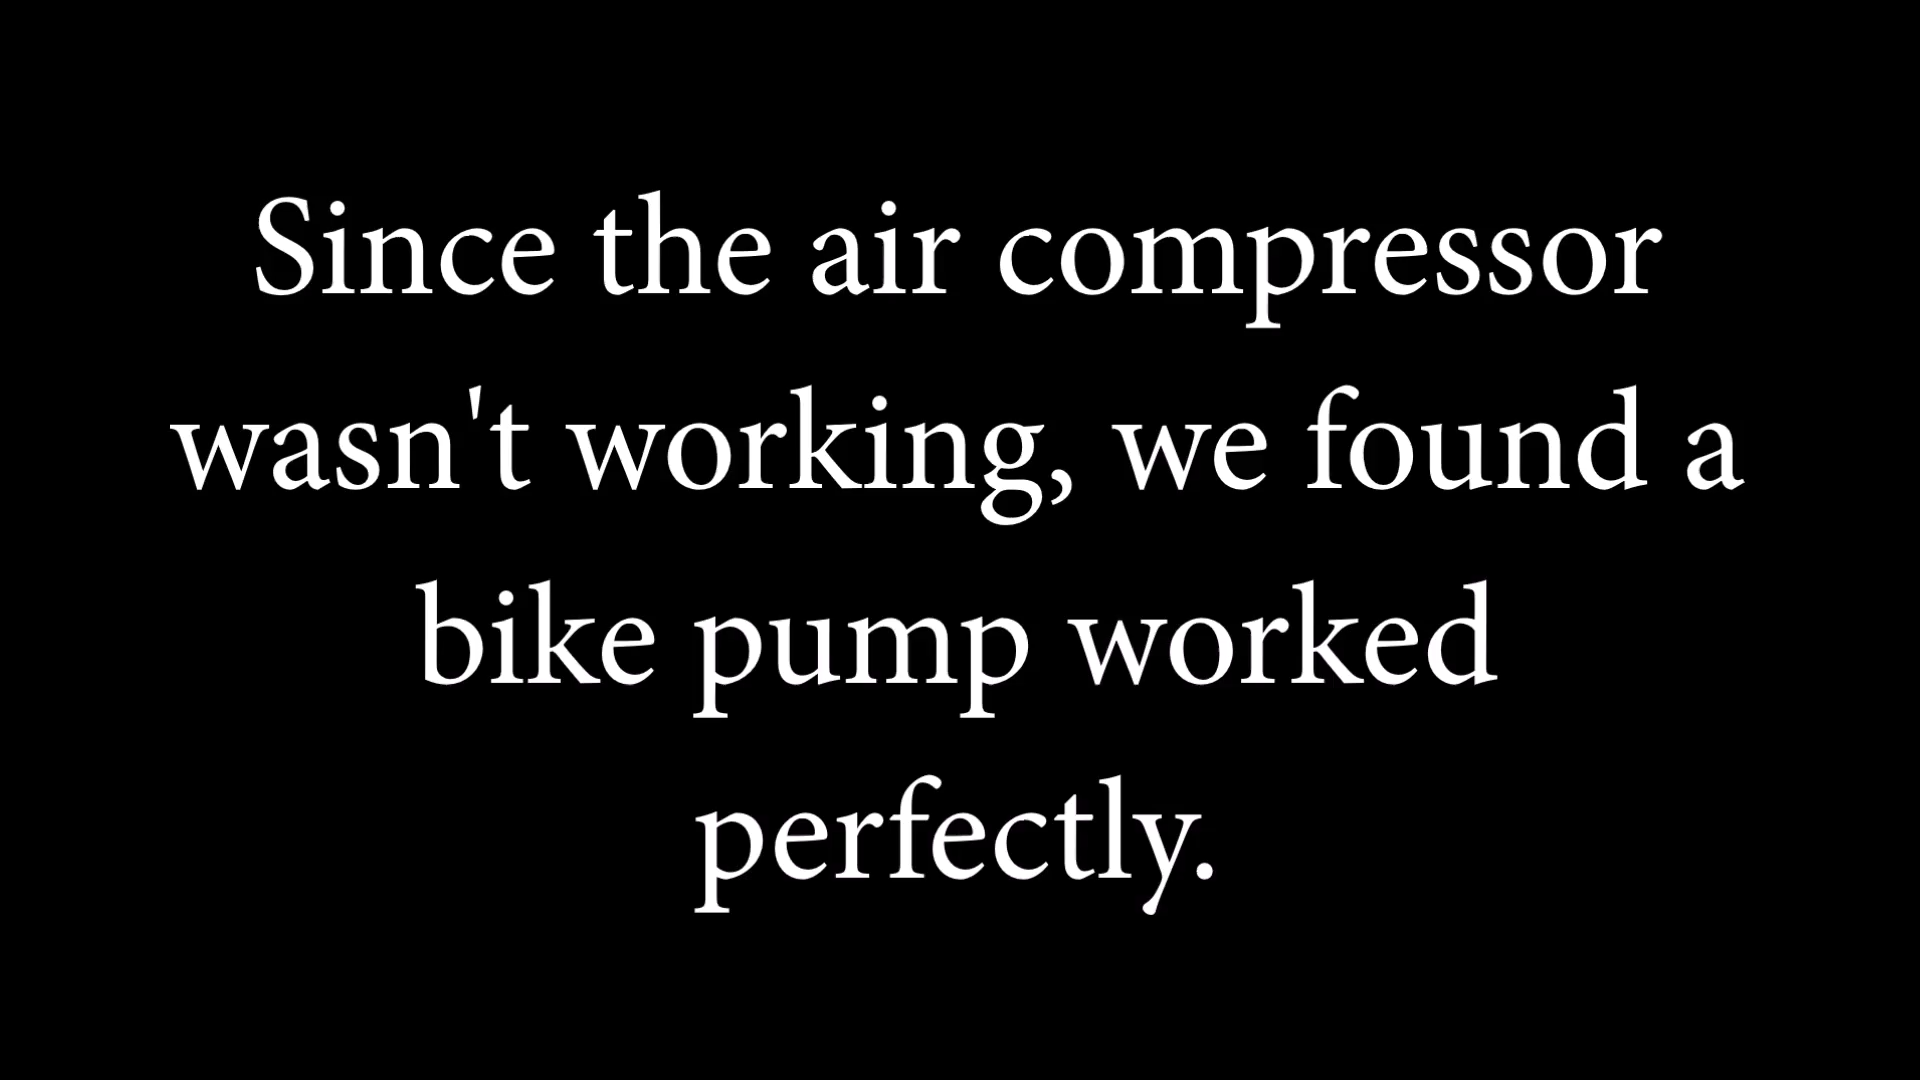 Since the air compressor
wasn't working, we found a
bike pump worked
perfectly.